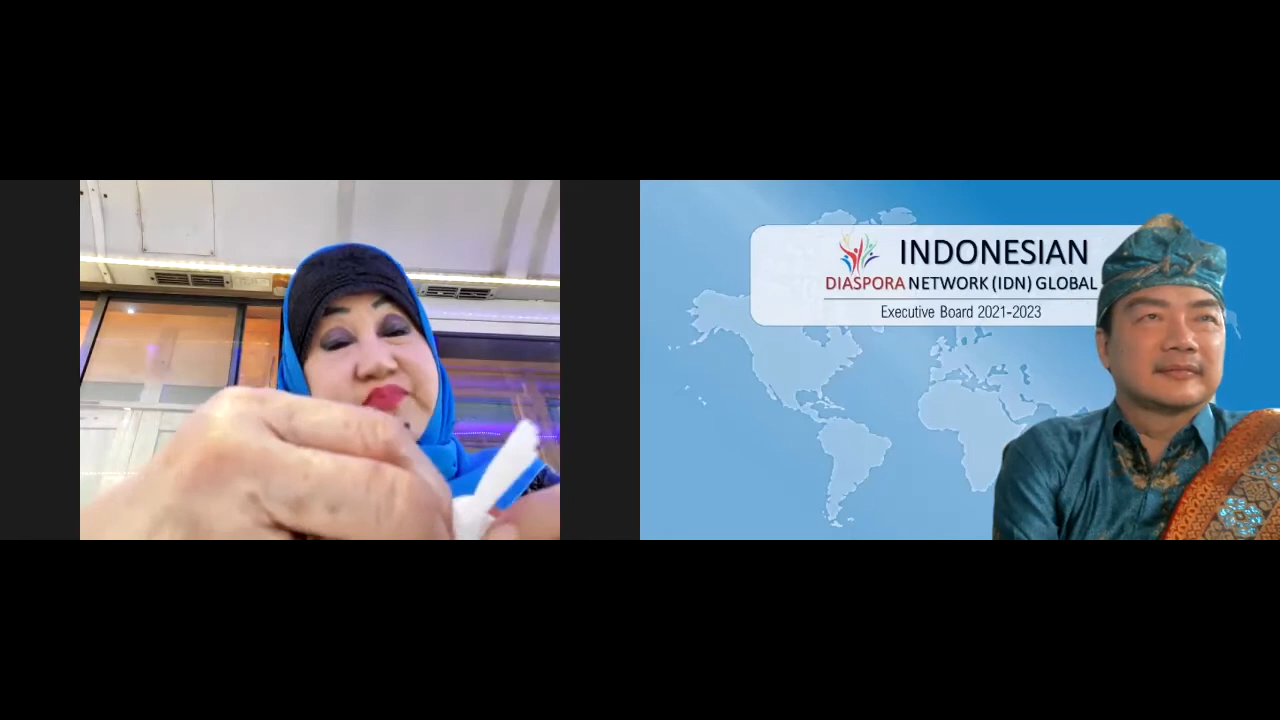 INDONESIAN
DIASPORA NETWORK (IDN) GLOBAL
Executive Board 2021-2023